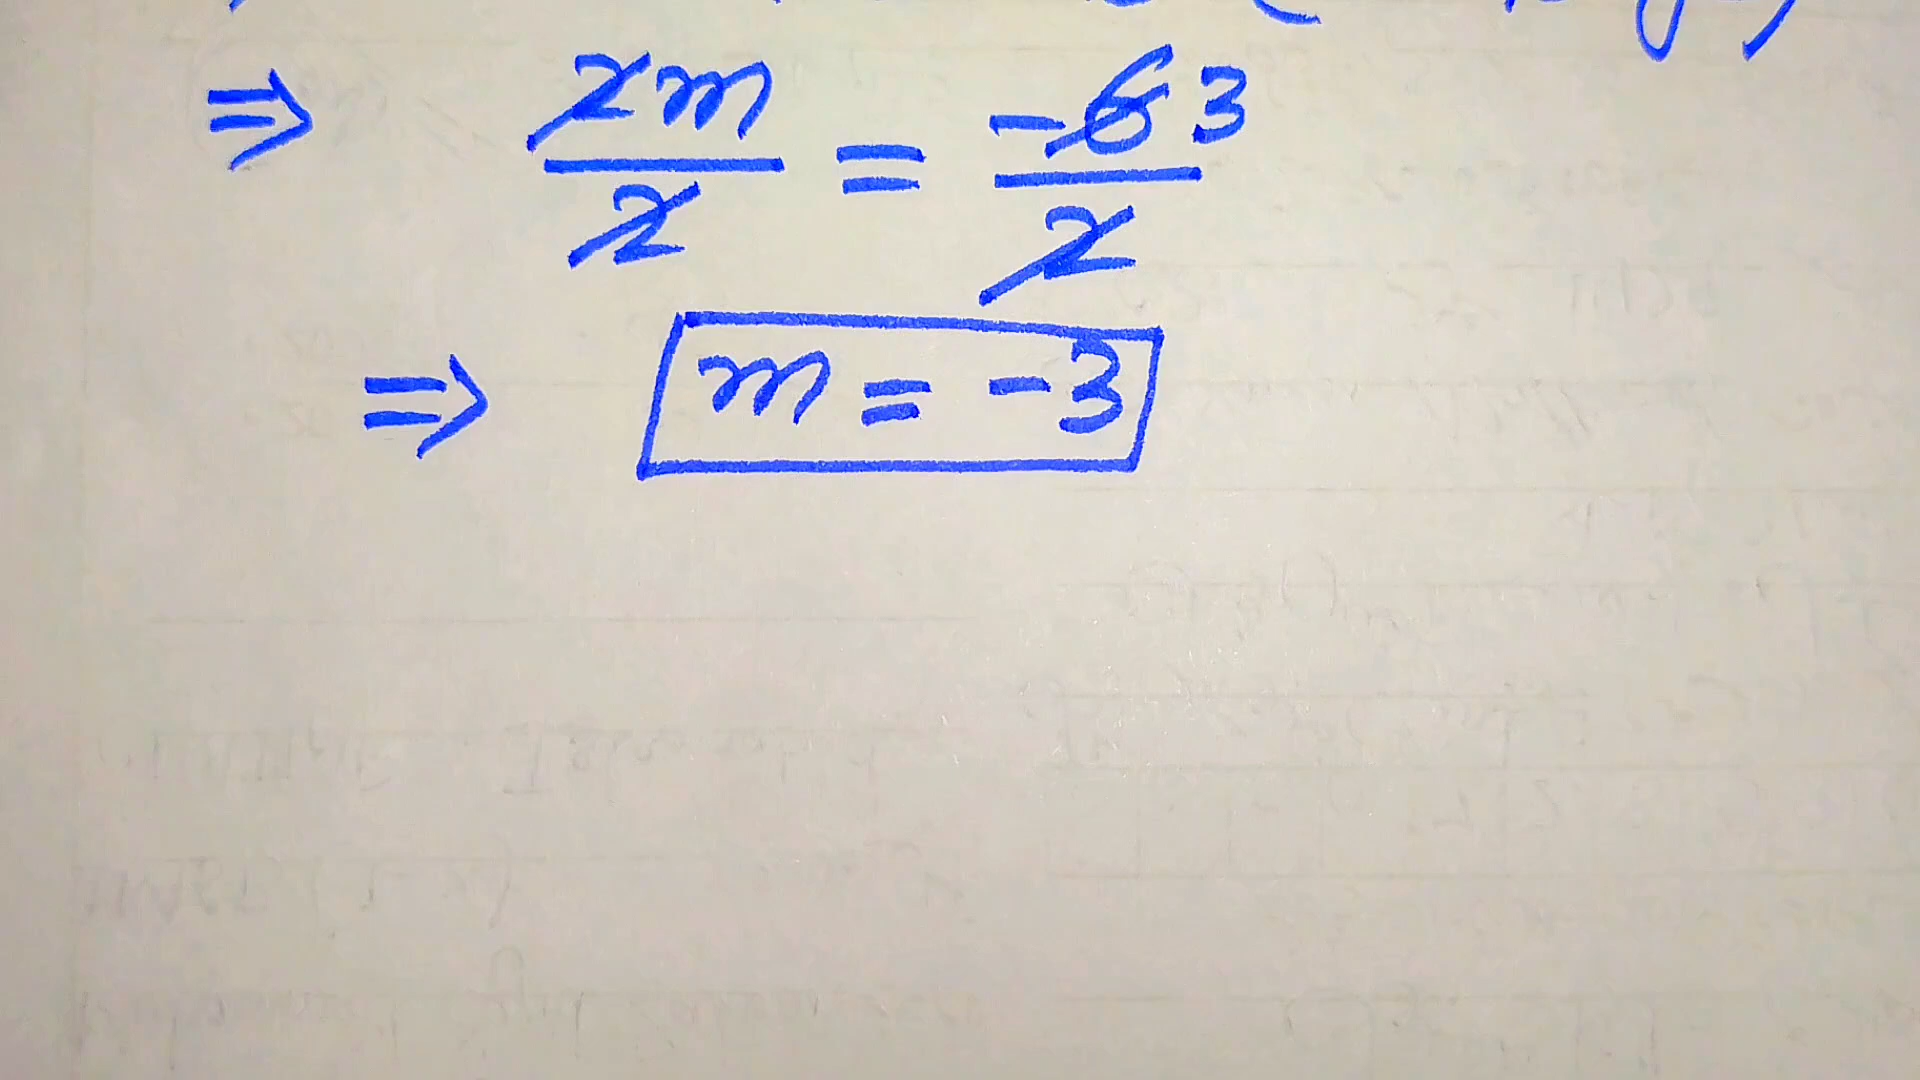 ⇒ 2m/2 = -6 3/2
⇒ m = -3